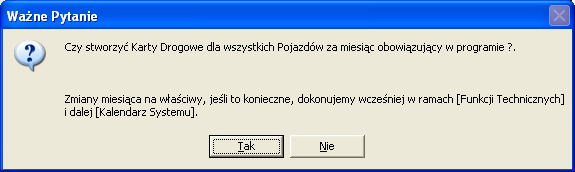 Ważne Pytanie
Czy stworzyć Karty Drogowe dla wszystkich Pojazdów za miesiąc obowiązujący w programie ?.
Zmiany miesiąca na właściwy, jeśli to konieczne, dokonujemy wcześniej w ramach [Funkcji Technicznych]
i dalej [Kalendarz Systemu].
Tak
Nie